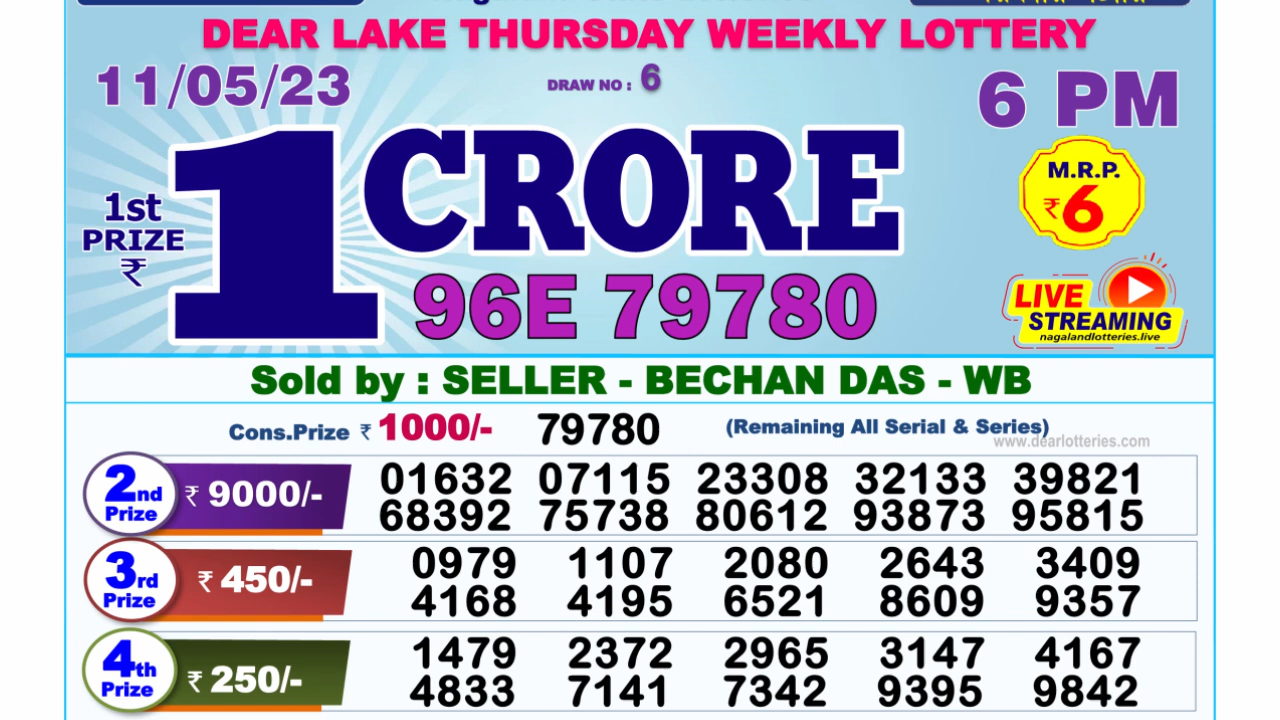 DEAR LAKE THURSDAY WEEKLY LOTTERY
11/05/23
DRAW NO : 6
6 PM
1st
PRIZE
₹
1 CRORE
M.R.P.
₹6
96E 79780
LIVE
STREAMING
nagalandlotteries.live
Sold by : SELLER - BECHAN DAS - WB
Cons.Prize ₹ 1000/- 79780 (Remaining All Serial & Series)
www.dearlotteries.com
2nd Prize ₹ 9000/-
01632 07115 23308 32133 39821
68392 75738 80612 93873 95815
3rd Prize ₹ 450/-
0979 1107 2080 2643 3409
4168 4195 6521 8609 9357
4th Prize ₹ 250/-
1479 2372 2965 3147 4167
4833 7141 7342 9395 9842